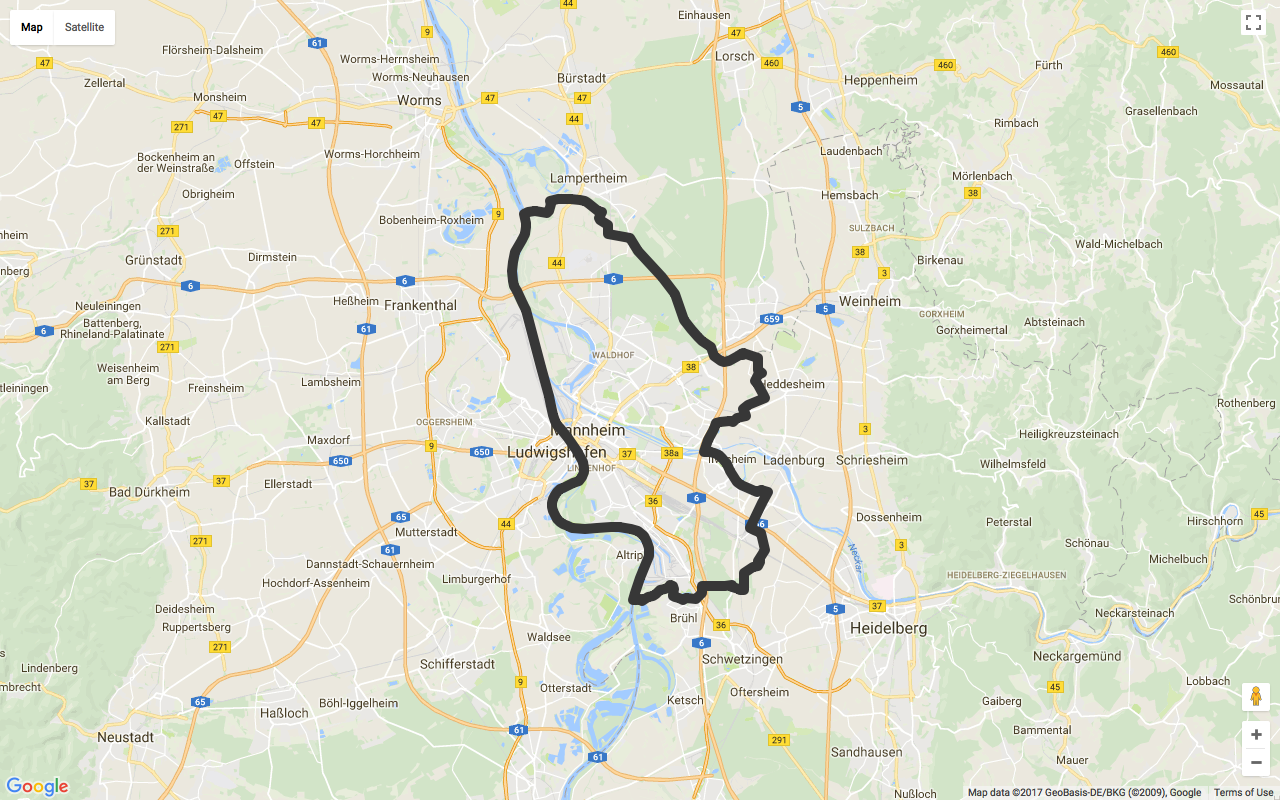 Map
Satellite
44
Einhausen
9
61
47
Flörsheim-Dalsheim
Worms-Herrnsheim
47
Lorsch
460
460
Fürth
47
Zellertal
Worms-Neuhausen
Bürstadt
Heppenheim
Mossautal
Monsheim
Worms
47
47
5
Grasellenbach
271
47
47
44
Rimbach
Bockenheim an
der Weinstraße
Offstein
Worms-Horchheim
Laudenbach
Lampertheim
Mörlenbach
Obrigheim
Hemsbach
38
9
Bobenheim-Roxheim
271
SULZBACH
nheim
Wald-Michelbach
Grünstadt
Dirmstein
38
Birkenau
nberg
44
3
6
6
6
Neuleiningen
Heßheim
Frankenthal
Weinheim
5
659
GORXHEIM
Battenberg,
Rhineland-Palatinate
6
61
Gorxheimertal
Abtsteinach
271
WALDHOF
Weisenheim
am Berg
38
tleiningen
Freinsheim
Lambsheim
Heddesheim
Rothenberg
Kallstadt
OGGERSHEIM
Mannheim
3
Heiligkreuzsteinach
Maxdorf
9
650
Ludwigshafen
37
38a
650
Ladenburg
Schriesheim
Wilhelmsfeld
LINDENHOF
37
37
Ellerstadt
Bad Dürkheim
36
6
65
44
Dossenheim
Peterstal
45
Hirschhorn
Mutterstadt
271
61
3
Schönau
Altrip
Neckar
Michelbach
Dannstadt-Schauernheim
Limburgerhof
HEIDELBERG-ZIEGELHAUSEN
Hochdorf-Assenheim
Schönbrun
Deidesheim
5
37
Neckarsteinach
Ruppertsberg
Brühl
36
Heidelberg
Waldsee
6
271
Schwetzingen
Neckargemünd
Lindenberg
Schifferstadt
mbrecht
9
Otterstadt
45
Lobbach
Oftersheim
65
Böhl-Iggelheim
Ketsch
Gaiberg
Haßloch
61
Bammental
Neustadt
291
61
Sandhausen
Mauer
Nußloch
Google
Map data ©2017 GeoBasis-DE/BKG (©2009), Google
Terms of Use